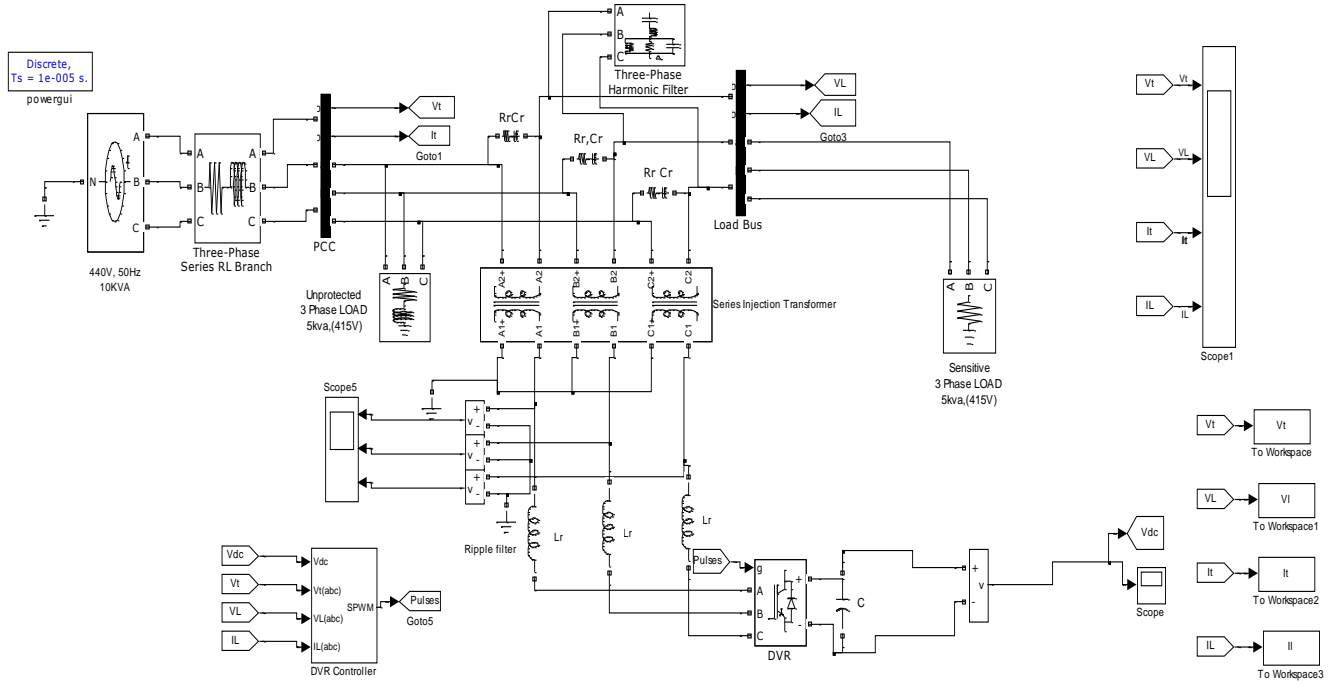 Discrete,
Ts = 1e-005 s.
powergui
A
B
C
Three-Phase
Harmonic Filter
N
A
B
C
440V, 50Hz
10KVA
A
B
C
A
B
C
Three-Phase
Series RL Branch
PCC
Vt
It
Goto1
RrCr
Rr,Cr
Rr Cr
VL
IL
Goto3
Load Bus
A
B
C
Unprotected
3 Phase LOAD
5kva,(415V)
A2+
A2
B2+
B2
C2+
C2
A1+
A1
B1+
B1
C1+
C1
Series Injection Transformer
A
B
C
Sensitive
3 Phase LOAD
5kva,(415V)
Vt
Vt
VL
VL
It
It
IL
IL
Scope1
Scope5
+
v
-
+
v
-
+
v
-
Ripple filter
Lr
Lr
Lr
Vdc
Vt
VL
IL
Vdc
Vt(abc)
VL(abc)
IL(abc)
SPWM
DVR Controller
Pulses
Goto5
Pulses
g
A
B
C
+
-
DVR
C
+
v
-
Vdc
Scope
Vt
Vt
To Workspace
VL
Vl
To Workspace1
It
It
To Workspace2
IL
Il
To Workspace3